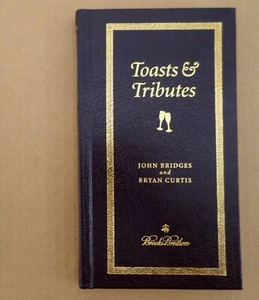 Toasts &
Tributes
JOHN BRIDGES
and
BRYAN CURTIS
Brooks Brothers